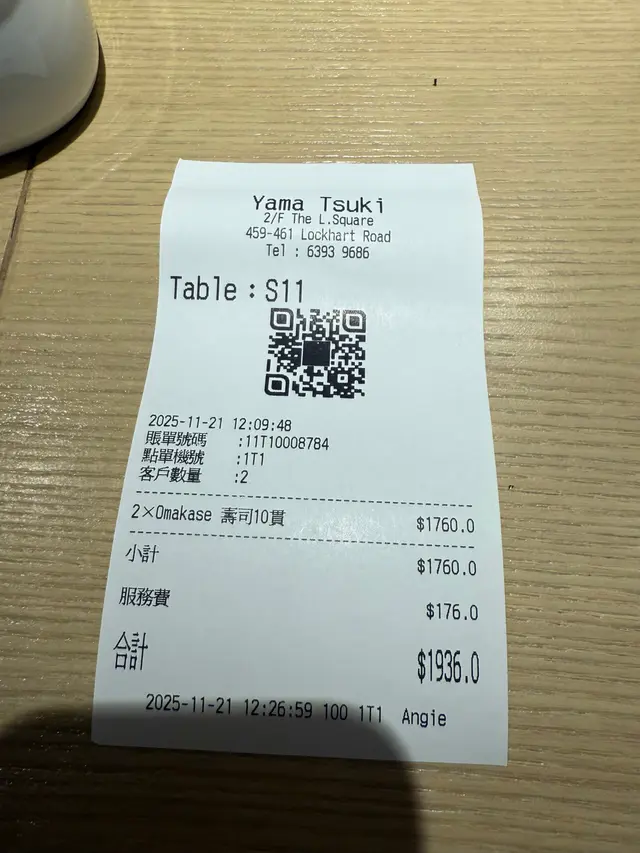 Yama Tsuki
2/F The L.Square
459-461 Lockhart Road
Tel : 6393 9686
Table : S11
2025-11-21 12:09:48
賬單號碼 :11T10008784
點單機號 :1T1
客戶數量 :2
2×Omakase 壽司10貫 $1760.0
小計 $1760.0
服務費 $176.0
合計 $1936.0
2025-11-21 12:26:59 100 1T1 Angie